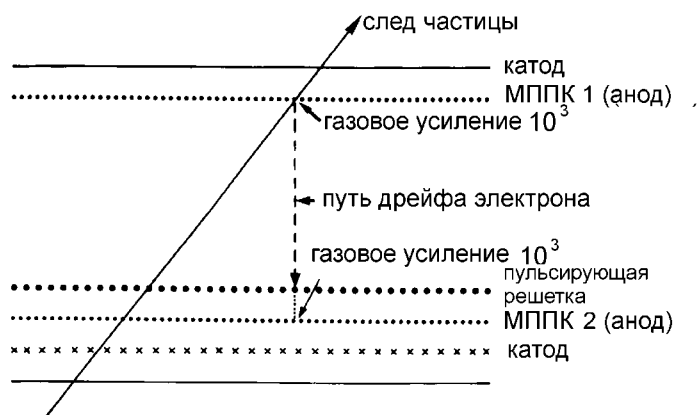 след частицы
катод
МППК 1 (анод)
газовое усиление 10³
путь дрейфа электрона
газовое усиление 10³
пульсирующая
решетка
МППК 2 (анод)
катод